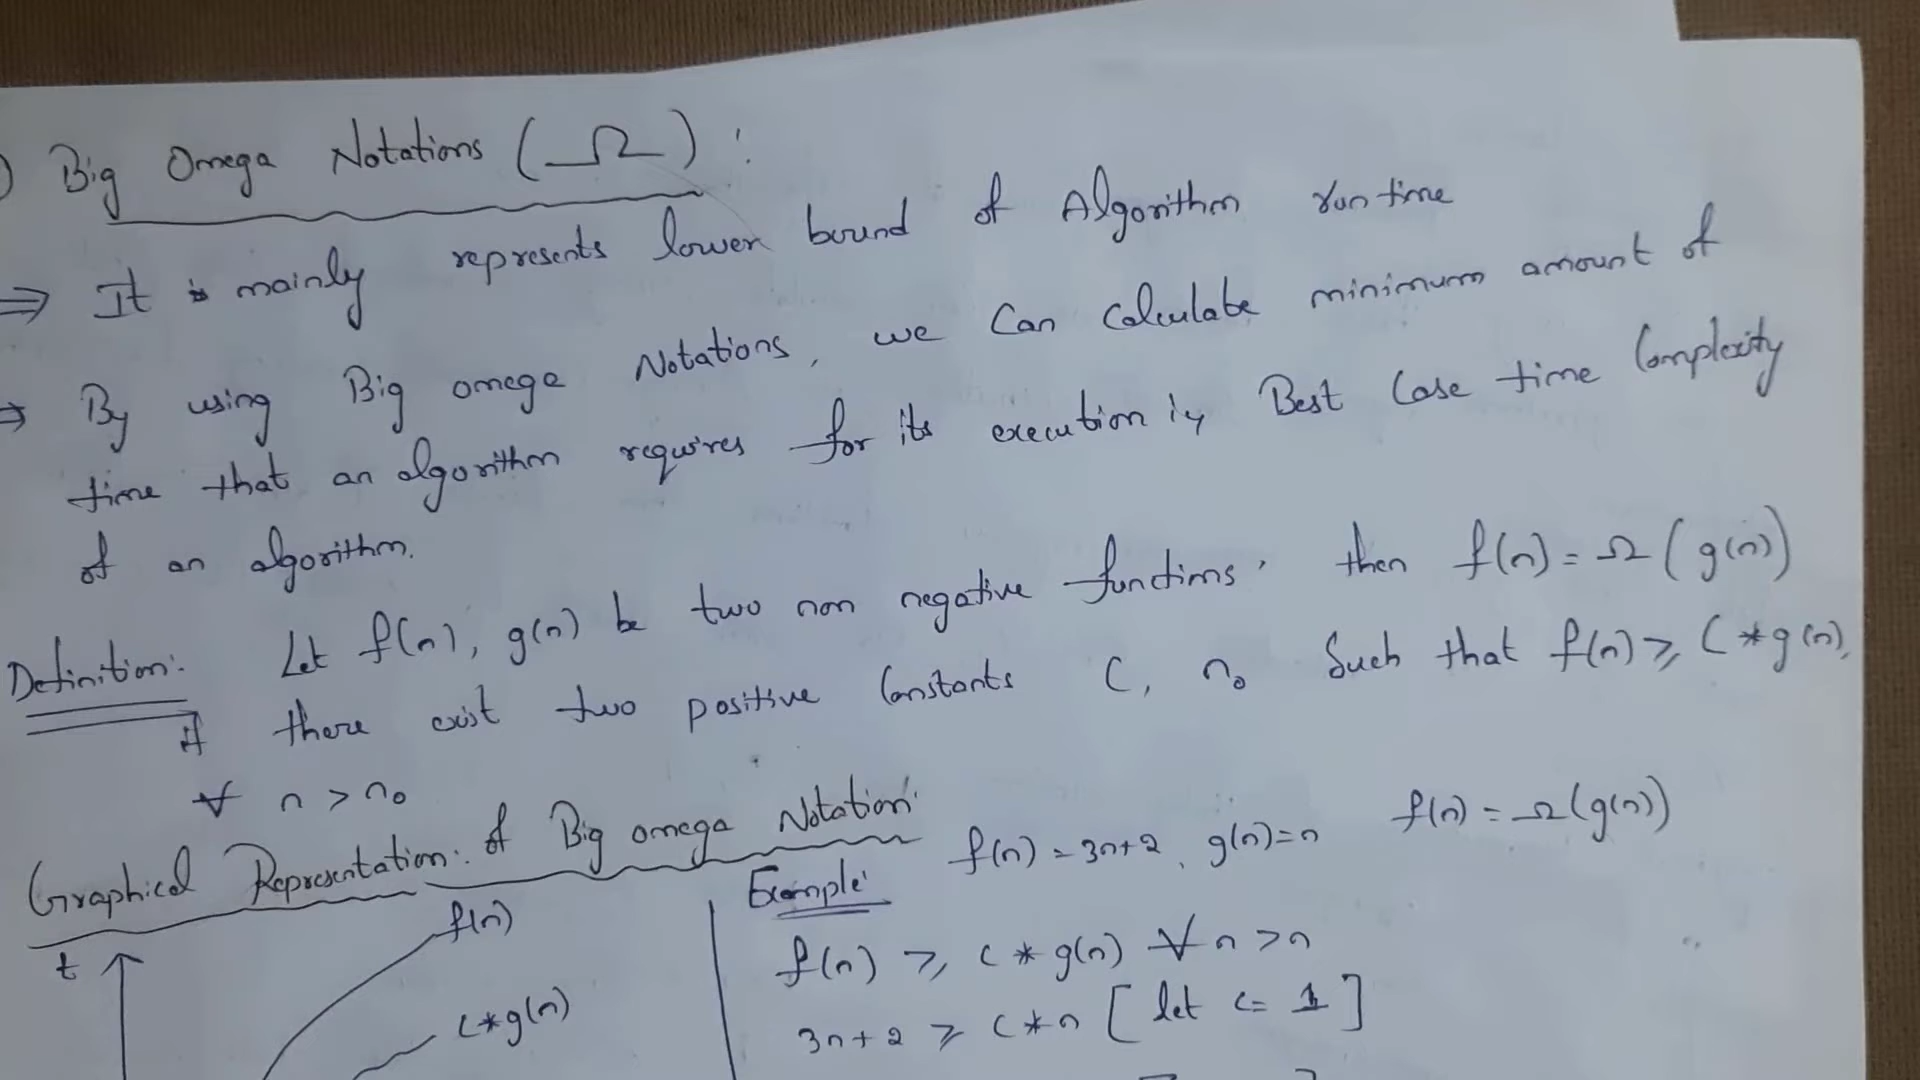 ) Big Omega Notations (Ω) :
⇒ It is mainly represents lower bound of Algorithm run time
⇒ By using Big omega Notations, we can calculate minimum amount of
time that an algorithm requires for its execution i.e. Best Case time Complexity
of an algorithm.
Definition: Let f(n), g(n) be two non negative functions, then f(n) = Ω(g(n))
if there exist two positive Constants C, n₀ Such that f(n) ≥ C*g(n),
∀ n > n₀
Graphical Representation: of Big omega Notation:
t
f(n)
C*g(n)
Example: f(n) = 3n+2, g(n)=n f(n) = Ω(g(n))
f(n) ≥ C * g(n) ∀ n > n
3n+2 ≥ C*n [let C= 1]